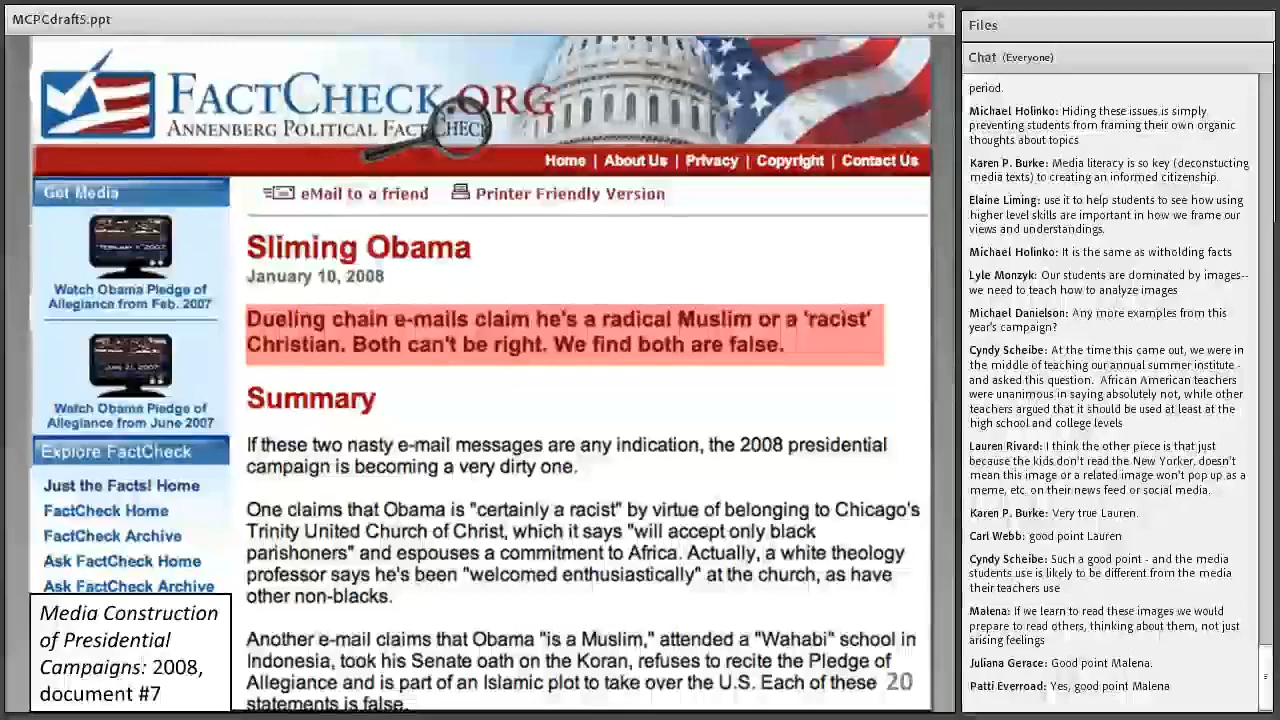 MCPCdraft5.ppt
FACTCHECK.ORG
ANNENBERG POLITICAL FACT CHECK
Home | About Us | Privacy | Copyright | Contact Us
Get Media
Watch Obama Pledge of
Allegiance from Feb. 2007
JUNE 21, 2007
Watch Obama Pledge of
Allegiance from June 2007
Explore FactCheck
Just the Facts! Home
FactCheck Home
FactCheck Archive
Ask FactCheck Home
Ask FactCheck Archive
Media Construction
of Presidential
Campaigns: 2008,
document #7
eMail to a friend
Printer Friendly Version
Sliming Obama
January 10, 2008
Dueling chain e-mails claim he's a radical Muslim or a 'racist'
Christian. Both can't be right. We find both are false.
Summary
If these two nasty e-mail messages are any indication, the 2008 presidential
campaign is becoming a very dirty one.
One claims that Obama is "certainly a racist" by virtue of belonging to Chicago's
Trinity United Church of Christ, which it says "will accept only black
parishoners" and espouses a commitment to Africa. Actually, a white theology
professor says he's been "welcomed enthusiastically" at the church, as have
other non-blacks.
Another e-mail claims that Obama "is a Muslim," attended a "Wahabi" school in
Indonesia, took his Senate oath on the Koran, refuses to recite the Pledge of
Allegiance and is part of an Islamic plot to take over the U.S. Each of these
statements is false.
20
Files
Chat (Everyone)
period.
Michael Holinko: Hiding these issues is simply
preventing students from framing their own organic
thoughts about topics
Karen P. Burke: Media literacy is so key (deconstucting
media texts) to creating an informed citizenship.
Elaine Liming: use it to help students to see how using
higher level skills are important in how we frame our
views and understandings.
Michael Holinko: It is the same as witholding facts
Lyle Monzyk: Our students are dominated by images--
we need to teach how to analyze images
Michael Danielson: Any more examples from this
year's campaign?
Cyndy Scheibe: At the time this came out, we were in
the middle of teaching our annual summer institute -
and asked this question. African American teachers
were unanimous in saying absolutely not, while other
teachers argued that it should be used at least at the
high school and college levels
Lauren Rivard: I think the other piece is that just
because the kids don't read the New Yorker, doesn't
mean this image or a related image won't pop up as a
meme, etc. on their news feed or social media.
Karen P. Burke: Very true Lauren.
Carl Webb: good point Lauren
Cyndy Scheibe: Such a good point - and the media
students use is likely to be different from the media
their teachers use
Malena: If we learn to read these images we would
prepare to read others, thinking about them, not just
arising feelings
Juliana Gerace: Good point Malena.
Patti Everroad: Yes, good point Malena